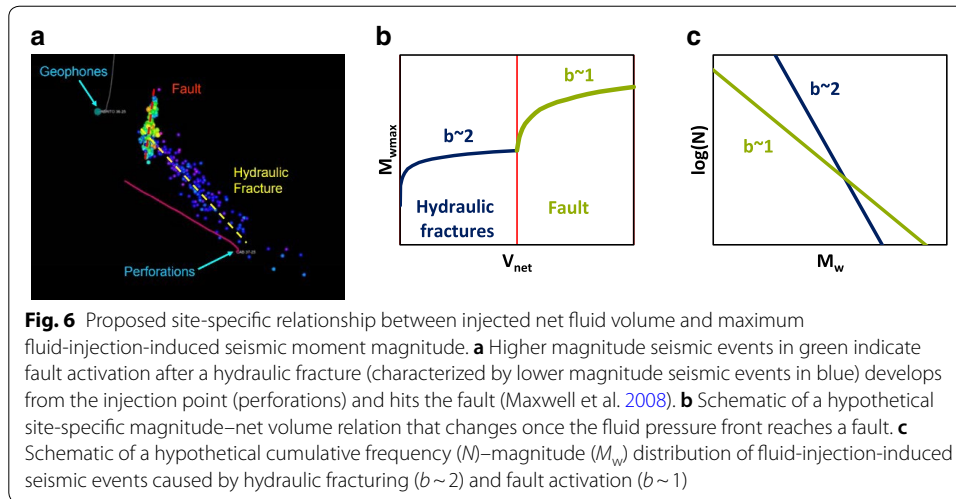 a
Geophones
Fault
Hydraulic
Fracture
Perforations
b
b~1
b~2
Hydraulic
fractures
Fault
M_wmax
V_net
c
b~2
b~1
log(N)
M_w
Fig. 6 Proposed site-specific relationship between injected net fluid volume and maximum
fluid-injection-induced seismic moment magnitude. a Higher magnitude seismic events in green indicate
fault activation after a hydraulic fracture (characterized by lower magnitude seismic events in blue) develops
from the injection point (perforations) and hits the fault (Maxwell et al. 2008). b Schematic of a hypothetical
site-specific magnitude–net volume relation that changes once the fluid pressure front reaches a fault. c
Schematic of a hypothetical cumulative frequency (N)–magnitude (M_w) distribution of fluid-injection-induced
seismic events caused by hydraulic fracturing (b ~ 2) and fault activation (b ~ 1)